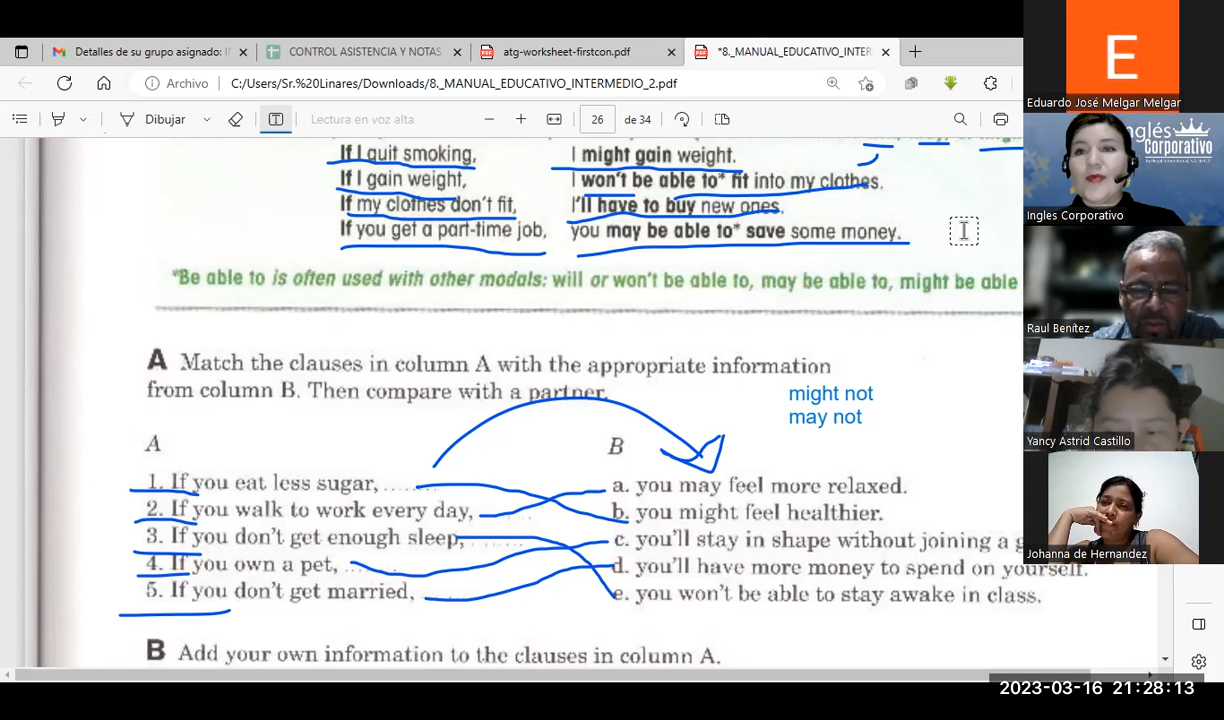 Detalles de su grupo asignado: I
CONTROL ASISTENCIA Y NOTAS
atg-worksheet-firstcon.pdf
*8._MANUAL_EDUCATIVO_INTER
Archivo
C:/Users/Sr.%20Linares/Downloads/8._MANUAL_EDUCATIVO_INTERMEDIO_2.pdf
Dibujar
Lectura en voz alta
26 de 34
E
Eduardo José Melgar Melgar
Inglés
Corporativo
Ingles Corporativo
Raul Benítez
Yancy Astrid Castillo
Johanna de Hernandez
If I quit smoking, I might gain weight.
If I gain weight, I won't be able to* fit into my clothes.
If my clothes don't fit, I'll have to buy new ones.
If you get a part-time job, you may be able to* save some money.
*Be able to is often used with other modals: will or won't be able to, may be able to, might be able
A Match the clauses in column A with the appropriate information
from column B. Then compare with a partner.
might not
may not
A B
1. If you eat less sugar, ........ a. you may feel more relaxed.
2. If you walk to work every day, ........ b. you might feel healthier.
3. If you don't get enough sleep, ........ c. you'll stay in shape without joining a g
4. If you own a pet, ........ d. you'll have more money to spend on yourself.
5. If you don't get married, ........ e. you won't be able to stay awake in class.
B Add your own information to the clauses in column A.
2023-03-16 21:28:13